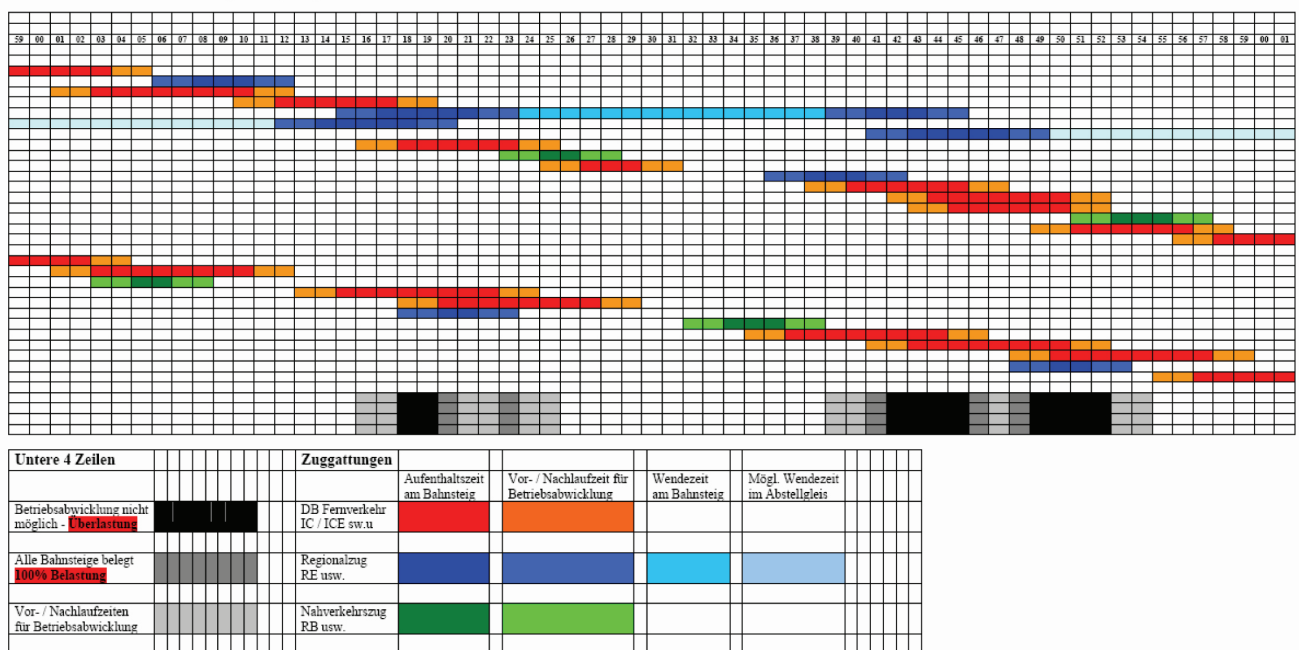 59 00 01 02 03 04 05 06 07 08 09 10 11 12 13 14 15 16 17 18 19 20 21 22 23 24 25 26 27 28 29 30 31 32 33 34 35 36 37 38 39 40 41 42 43 44 45 46 47 48 49 50 51 52 53 54 55 56 57 58 59 00 01
Untere 4 Zeilen
Zuggattungen
Aufenthaltszeit
am Bahnsteig
Vor- / Nachlaufzeit für
Betriebsabwicklung
Wendezeit
am Bahnsteig
Mögl. Wendezeit
im Abstellgleis
Betriebsabwicklung nicht
möglich - Überlastung
DB Fernverkehr
IC / ICE sw.u
Alle Bahnsteige belegt
100% Belastung
Regionalzug
RE usw.
Vor- / Nachlaufzeiten
für Betriebsabwicklung
Nahverkehrszug
RB usw.